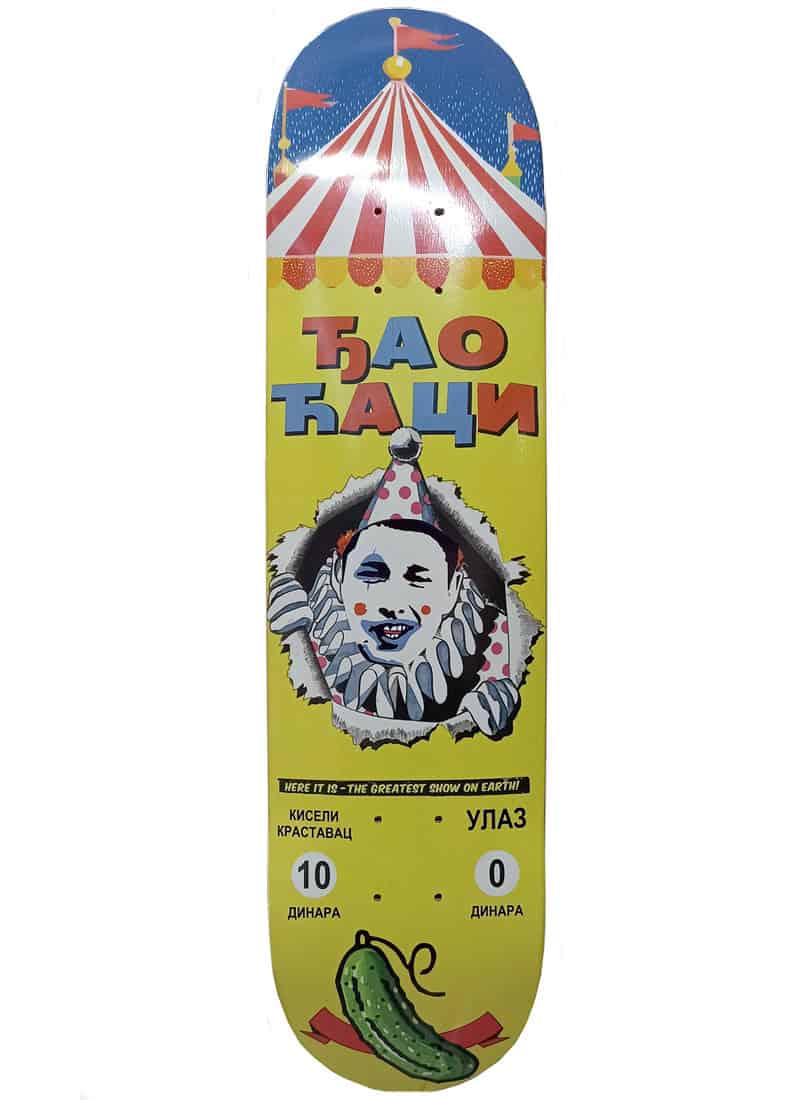 ЂАО
ЋАЦИ
HERE IT IS - THE GREATEST SHOW ON EARTH!
КИСЕЛИ
КРАСТАВАЦ
10
ДИНАРА
УЛАЗ
0
ДИНАРА